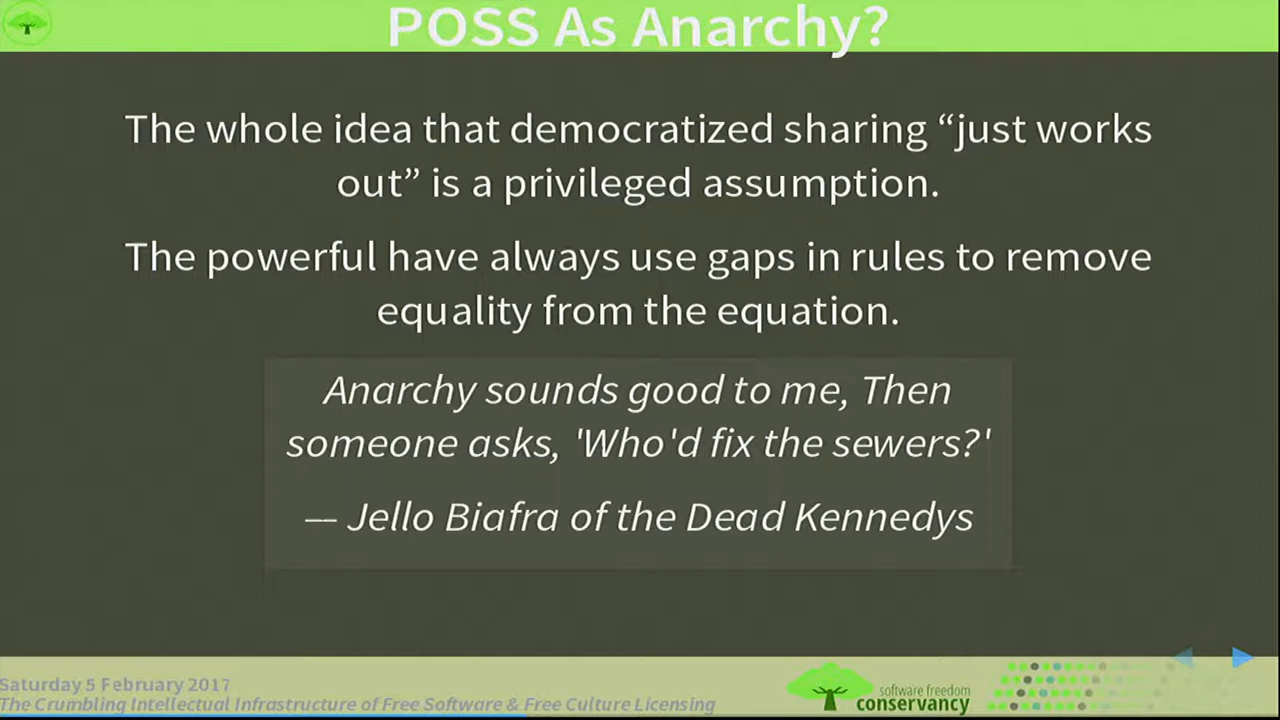 POSS As Anarchy?
The whole idea that democratized sharing “just works
out” is a privileged assumption.
The powerful have always use gaps in rules to remove
equality from the equation.
Anarchy sounds good to me, Then
someone asks, 'Who'd fix the sewers?'
— Jello Biafra of the Dead Kennedys
Saturday 5 February 2017
The Crumbling Intellectual Infrastructure of Free Software & Free Culture Licensing
software freedom
conservancy